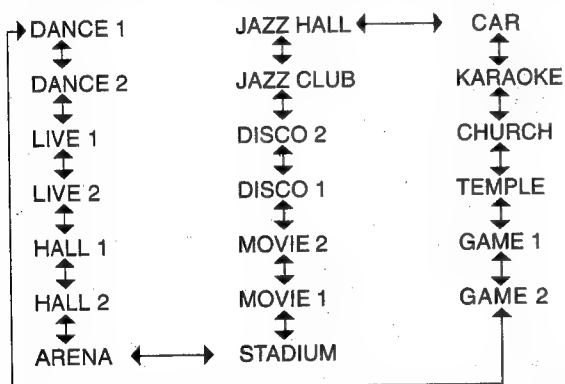 DANCE 1
DANCE 2
LIVE 1
LIVE 2
HALL 1
HALL 2
ARENA
JAZZ HALL
JAZZ CLUB
DISCO 2
DISCO 1
MOVIE 2
MOVIE 1
STADIUM
CAR
KARAOKE
CHURCH
TEMPLE
GAME 1
GAME 2